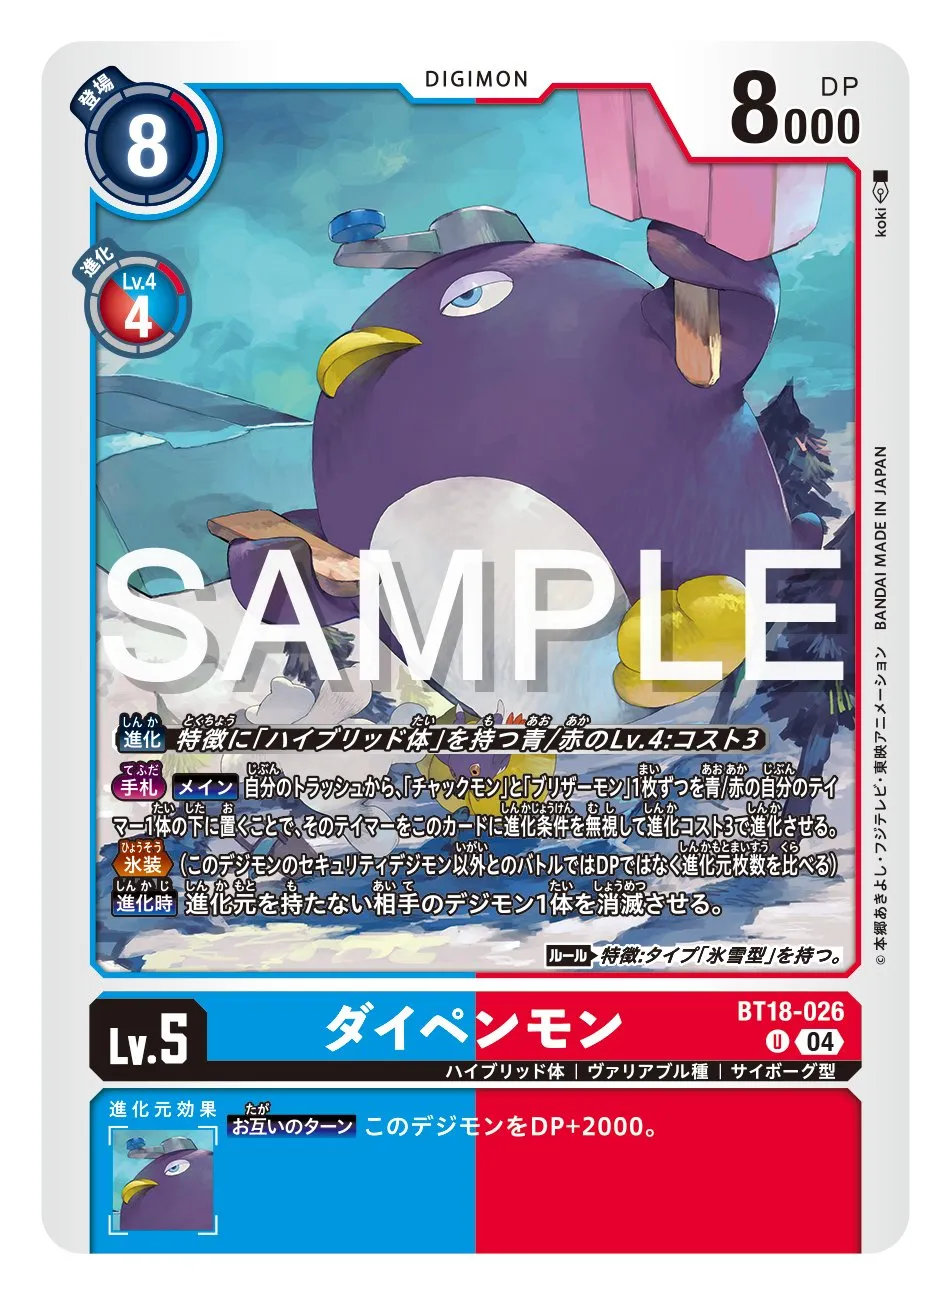 DIGIMON
登場
8
DP
8000
進化
Lv.4
4
koki
BANDAI MADE IN JAPAN
©本郷あきよし・フジテレビ・東映アニメーション
SAMPLE
進化 特徴に「ハイブリッド体」を持つ青/赤のLv.4:コスト3
手札 メイン 自分のトラッシュから、「チャックモン」と「ブリザーモン」1枚ずつを青/赤の自分のテイ
マー1体の下に置くことで、そのテイマーをこのカードに進化条件を無視して進化コスト3で進化させる。
氷装 (このデジモンのセキュリティデジモン以外とのバトルではDPではなく進化元枚数を比べる)
進化時 進化元を持たない相手のデジモン1体を消滅させる。
ルール 特徴:タイプ「氷雪型」を持つ。
Lv.5
ダイペンモン
BT18-026
U 04
ハイブリッド体 | ヴァリアブル種 | サイボーグ型
進化元効果
お互いのターン このデジモンをDP+2000。